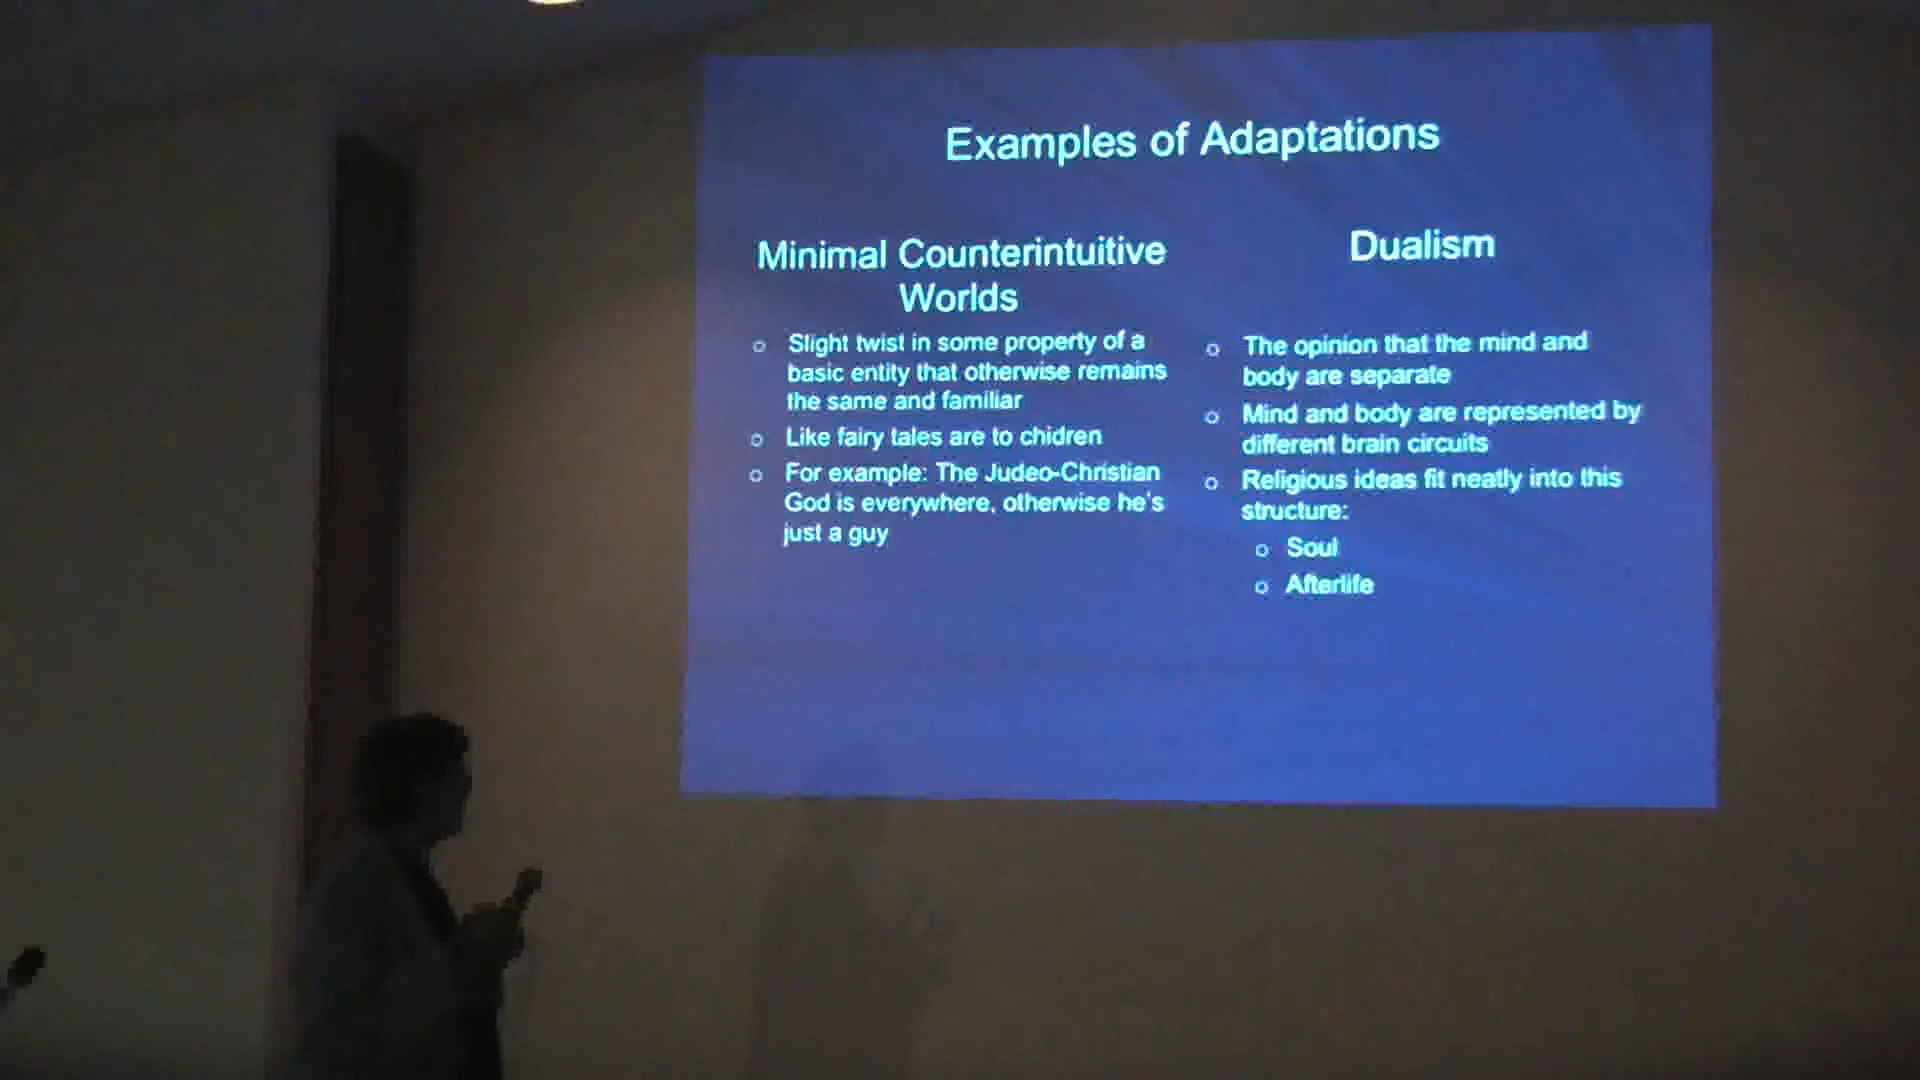 Examples of Adaptations
Minimal Counterintuitive
Worlds
o Slight twist in some property of a
basic entity that otherwise remains
the same and familiar
o Like fairy tales are to chidren
o For example: The Judeo-Christian
God is everywhere, otherwise he's
just a guy
Dualism
o The opinion that the mind and
body are separate
o Mind and body are represented by
different brain circuits
o Religious ideas fit neatly into this
structure:
o Soul
o Afterlife